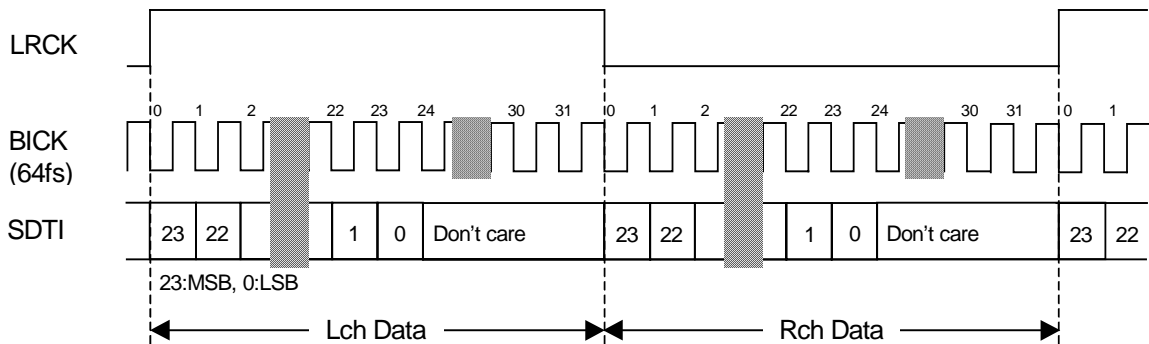 LRCK
0 1 2 22 23 24 30 31 0 1 2 22 23 24 30 31 0 1
BICK
(64fs)
SDTI 23 22 1 0 Don't care 23 22 1 0 Don't care 23 22
23:MSB, 0:LSB
Lch Data Rch Data